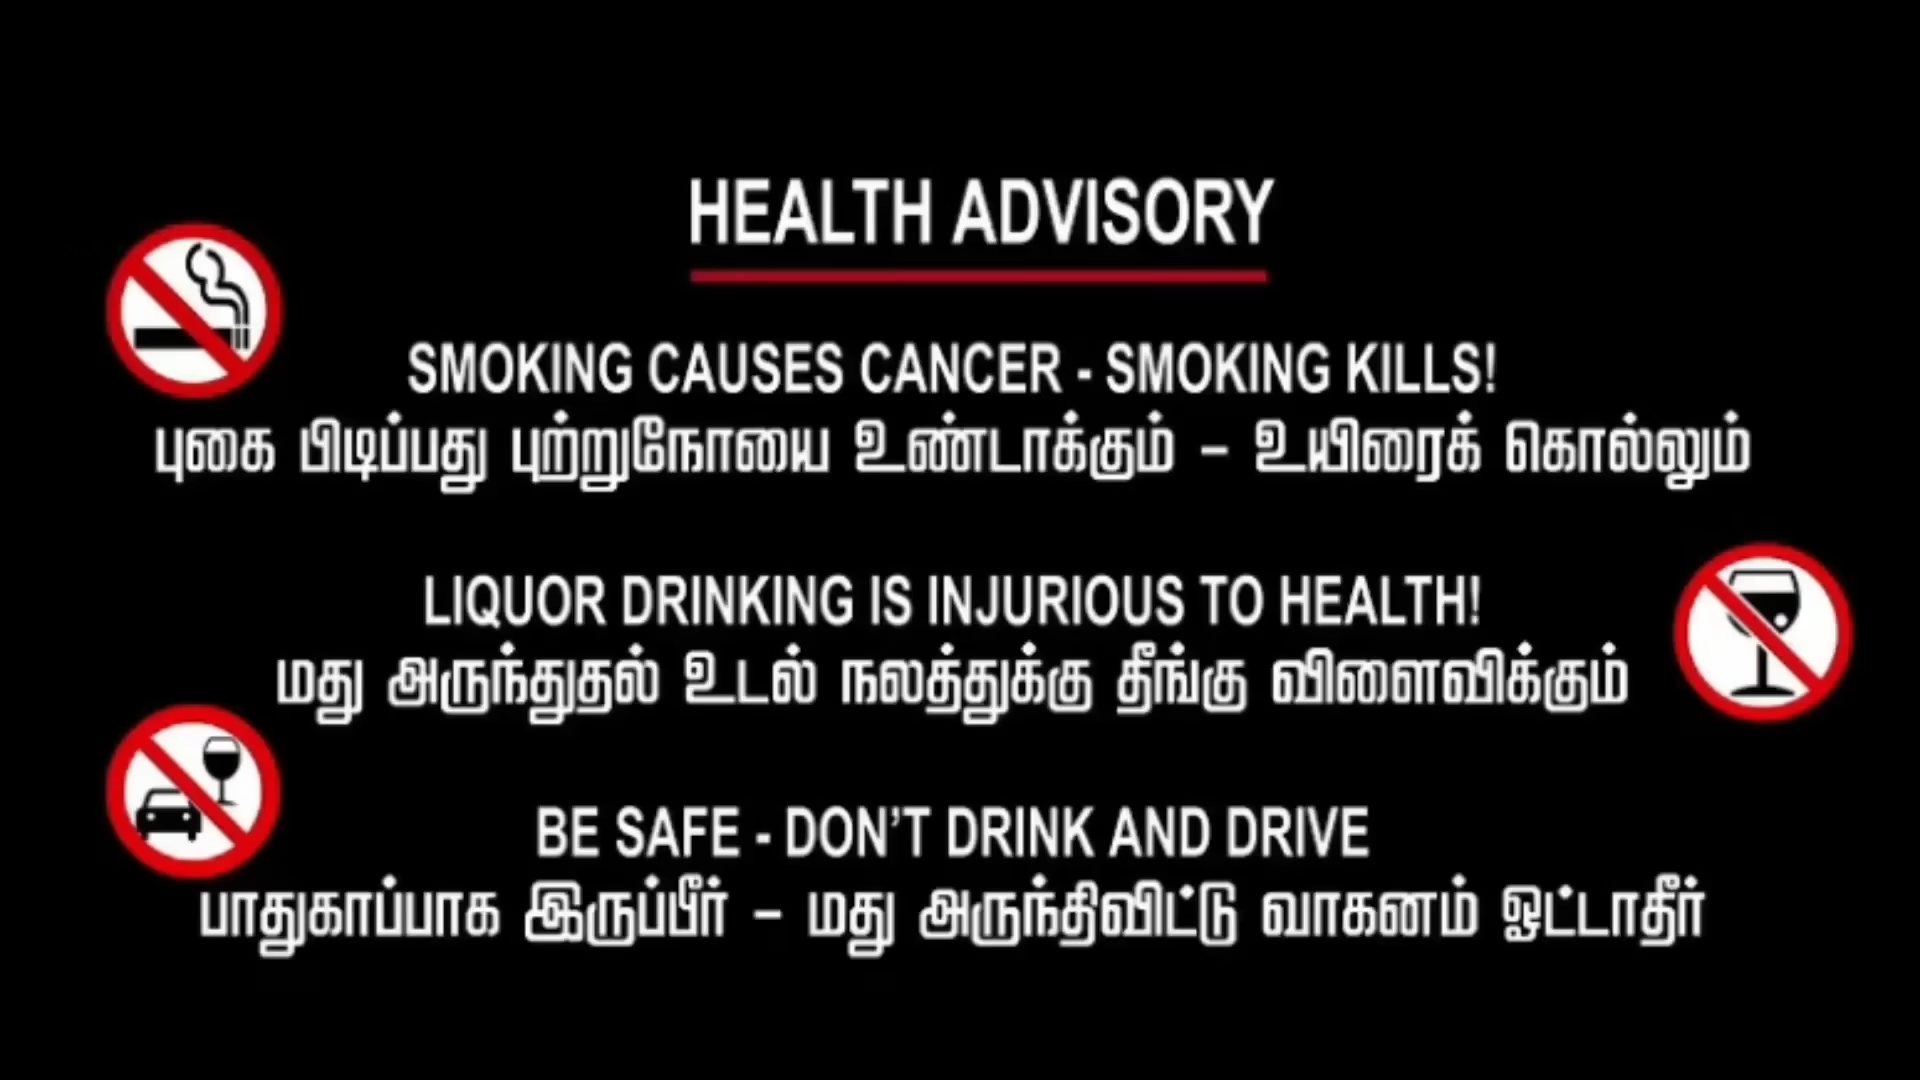 HEALTH ADVISORY
SMOKING CAUSES CANCER - SMOKING KILLS!
புகை பிடிப்பது புற்றுநோயை உண்டாக்கும் – உயிரைக் கொல்லும்
LIQUOR DRINKING IS INJURIOUS TO HEALTH!
மது அருந்துதல் உடல் நலத்துக்கு தீங்கு விளைவிக்கும்
BE SAFE - DON’T DRINK AND DRIVE
பாதுகாப்பாக இருப்பீர் – மது அருந்திவிட்டு வாகனம் ஓட்டாதீர்